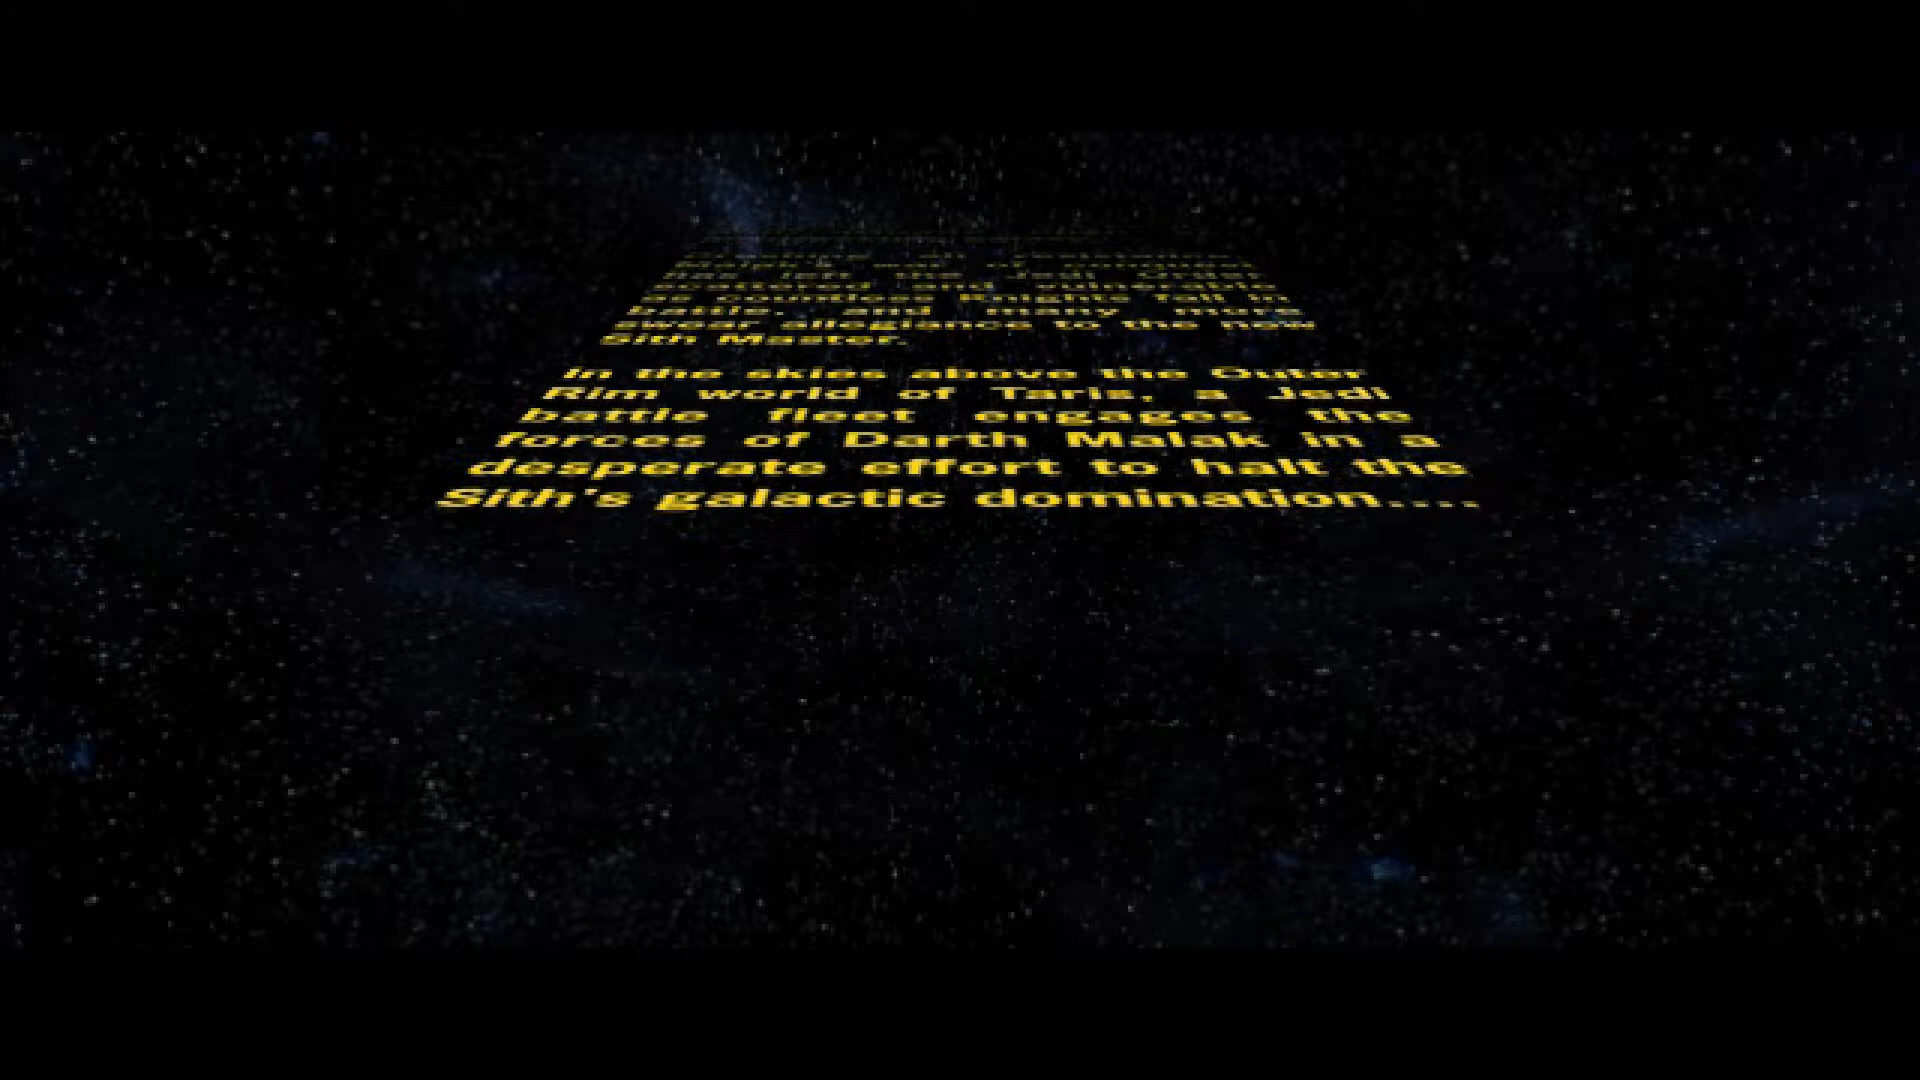 has left the Jedi Order
scattered and vulnerable
as countless Knights fall in
battle, and many more
swear allegiance to the new
Sith Master.
In the skies above the Outer
Rim world of Taris, a Jedi
battle fleet engages the
forces of Darth Malak in a
desperate effort to halt the
Sith's galactic domination....